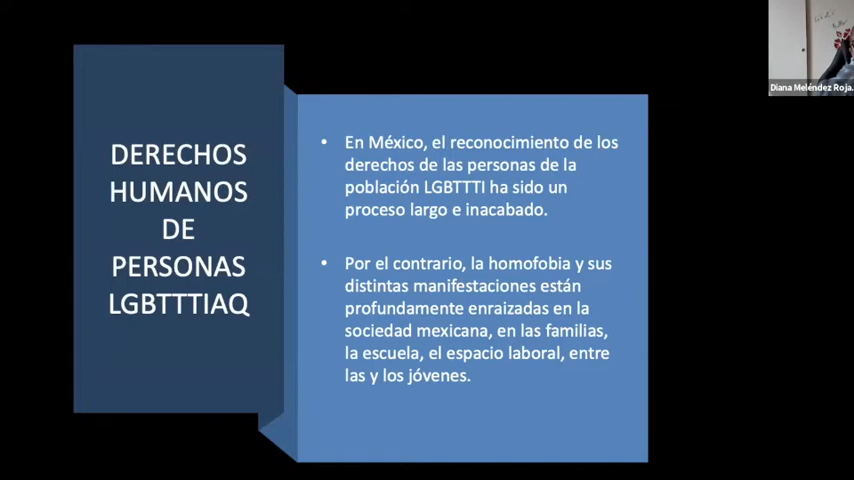 DERECHOS
HUMANOS
DE
PERSONAS
LGBTTTIAQ
• En México, el reconocimiento de los
derechos de las personas de la
población LGBTTTI ha sido un
proceso largo e inacabado.
• Por el contrario, la homofobia y sus
distintas manifestaciones están
profundamente enraizadas en la
sociedad mexicana, en las familias,
la escuela, el espacio laboral, entre
las y los jóvenes.
Diana Meléndez Roja.